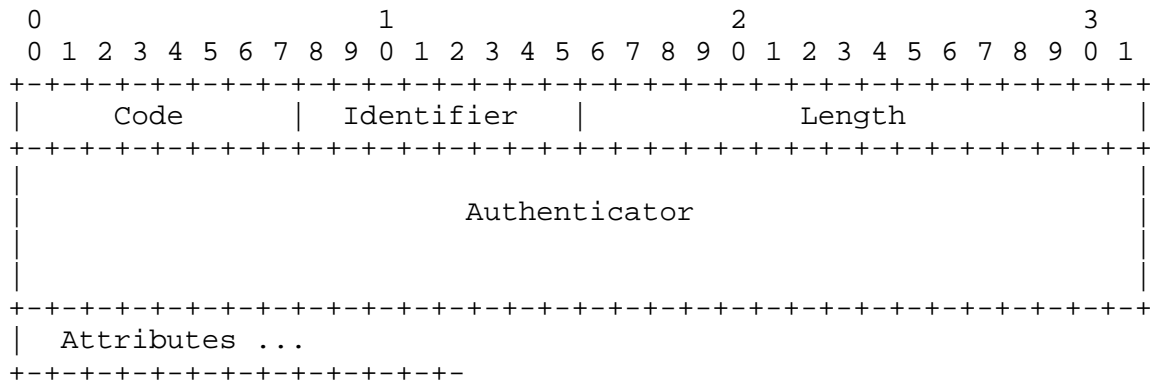 0                   1                   2                   3
 0 1 2 3 4 5 6 7 8 9 0 1 2 3 4 5 6 7 8 9 0 1 2 3 4 5 6 7 8 9 0 1
+-+-+-+-+-+-+-+-+-+-+-+-+-+-+-+-+-+-+-+-+-+-+-+-+-+-+-+-+-+-+-+-+
|     Code      |  Identifier   |            Length             |
+-+-+-+-+-+-+-+-+-+-+-+-+-+-+-+-+-+-+-+-+-+-+-+-+-+-+-+-+-+-+-+-+
|                                                               |
|                         Authenticator                         |
|                                                               |
|                                                               |
+-+-+-+-+-+-+-+-+-+-+-+-+-+-+-+-+-+-+-+-+-+-+-+-+-+-+-+-+-+-+-+-+
|  Attributes ...
+-+-+-+-+-+-+-+-+-+-+-+-+-